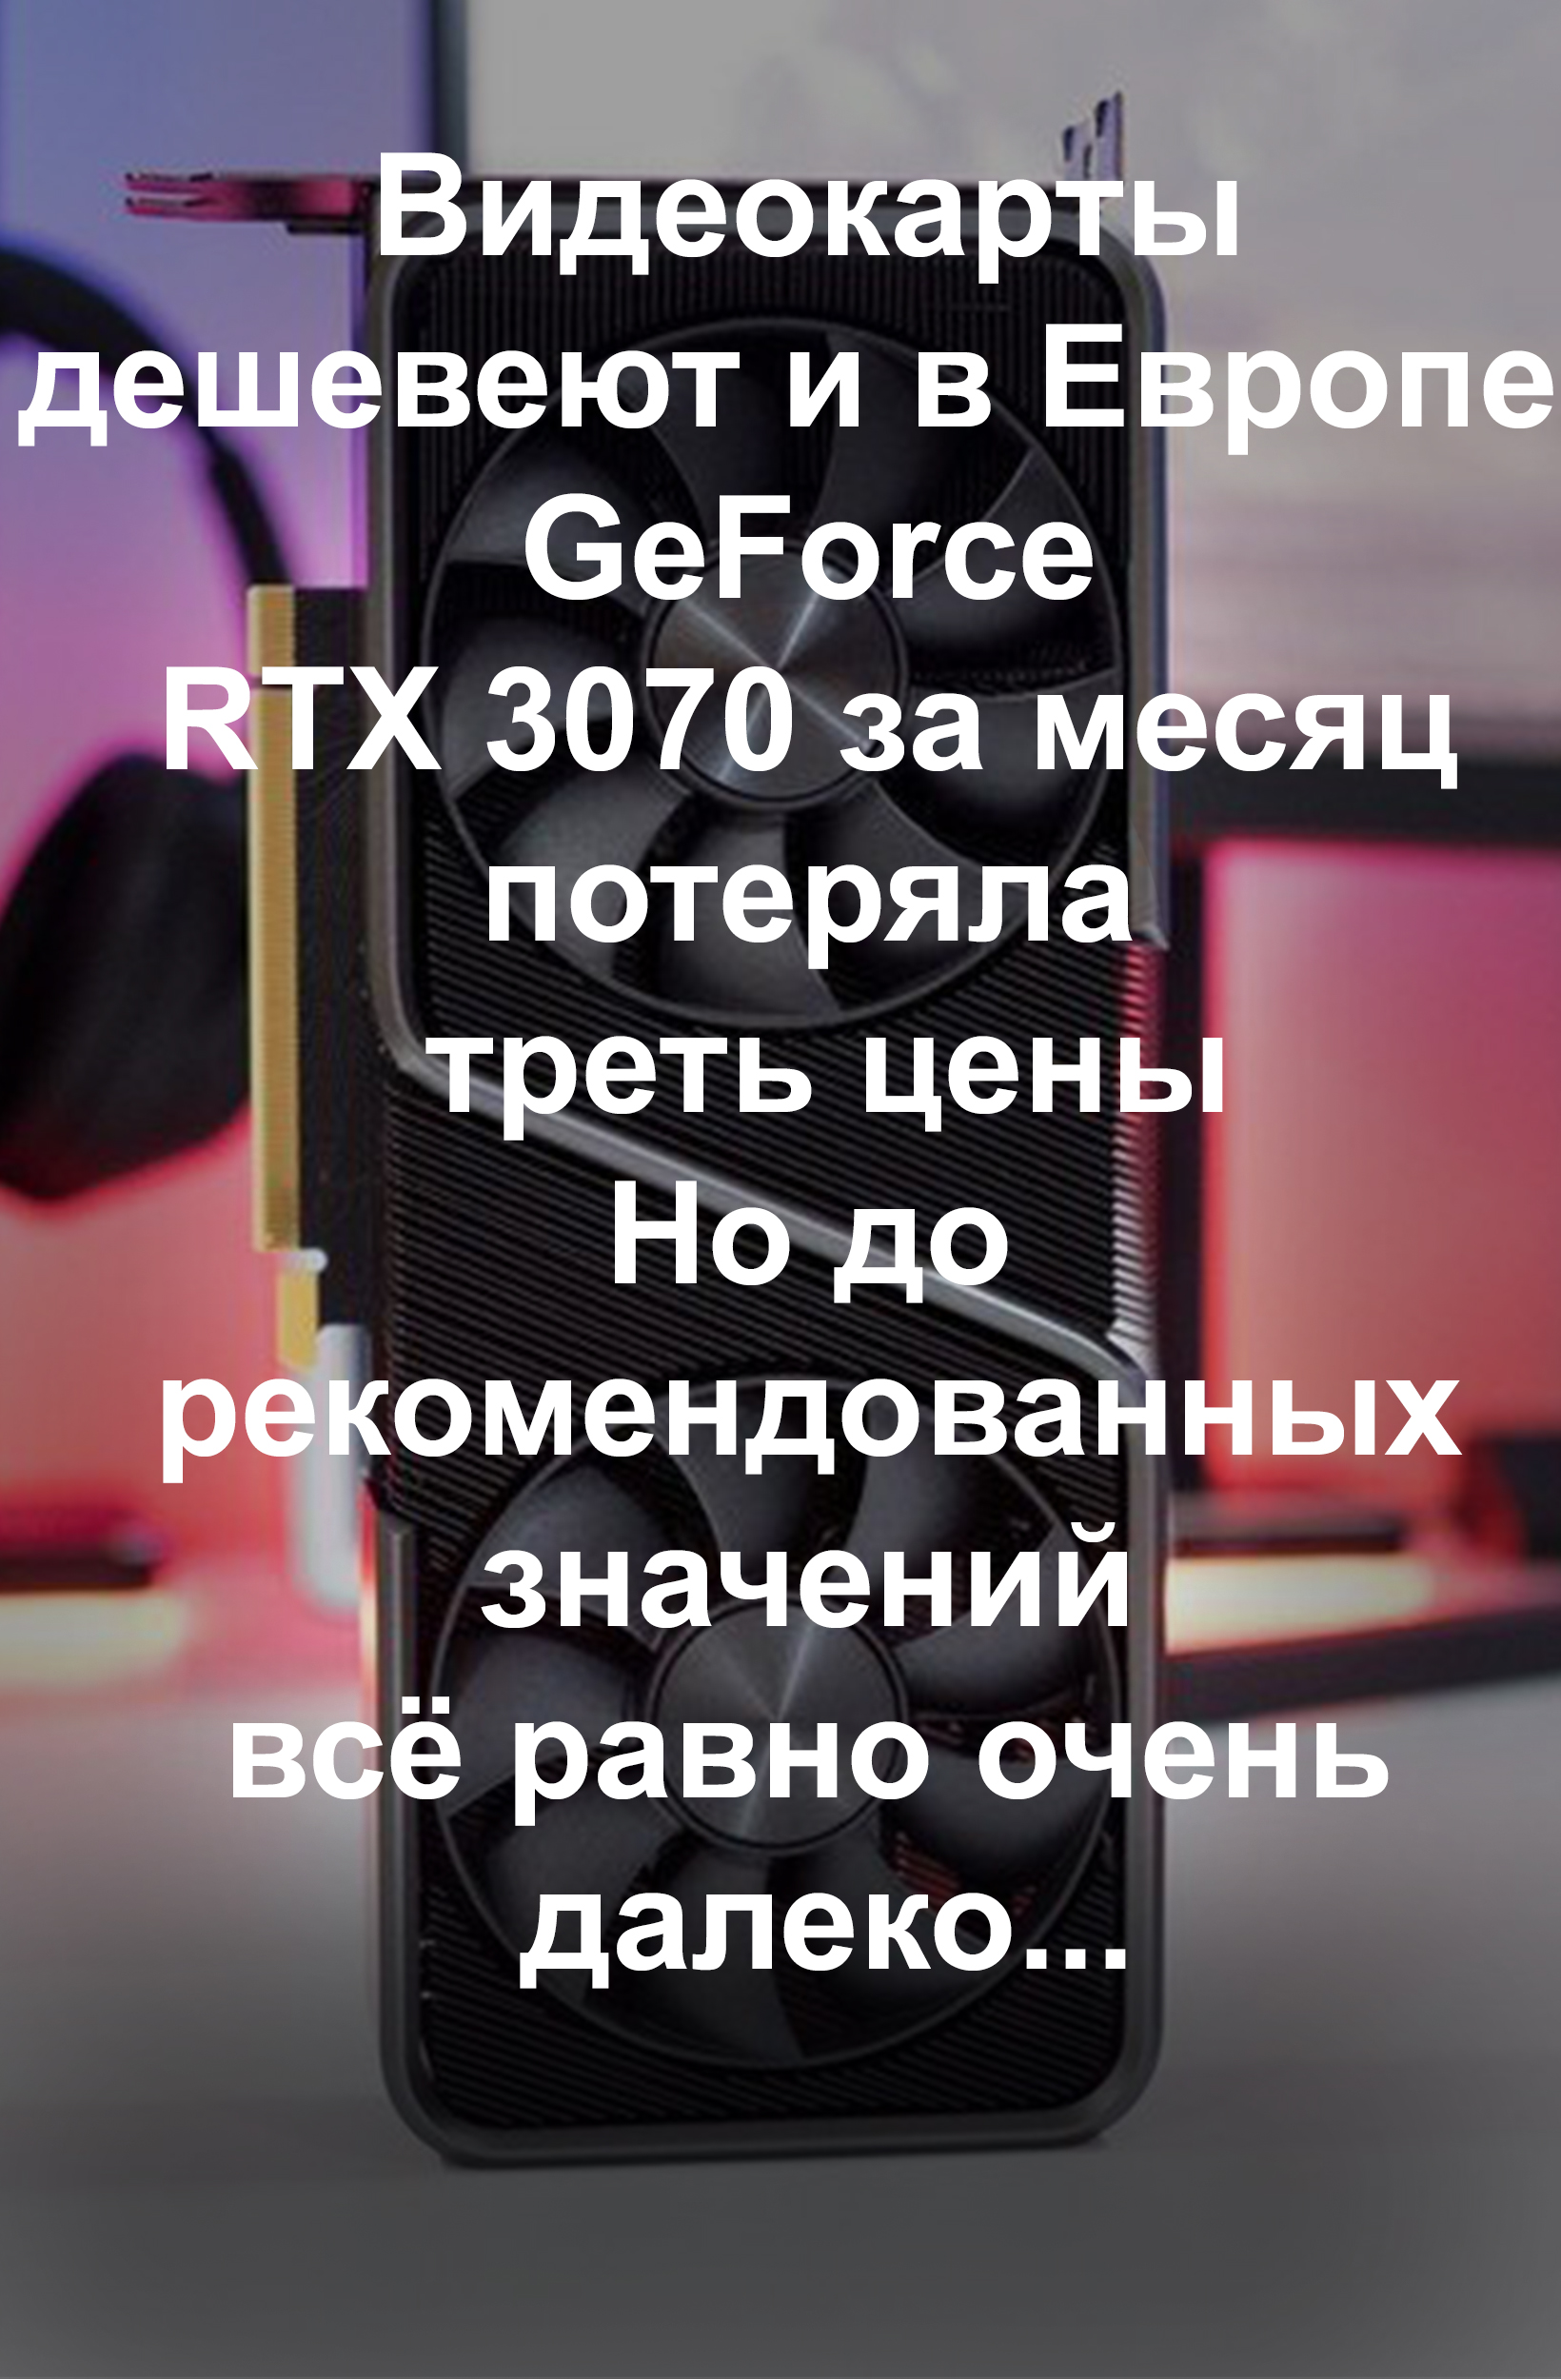 Видеокарты
дешевеют и в Европе
GeForce
RTX 3070 за месяц
потеряла
треть цены
Но до
рекомендованных
значений
всё равно очень
далеко...